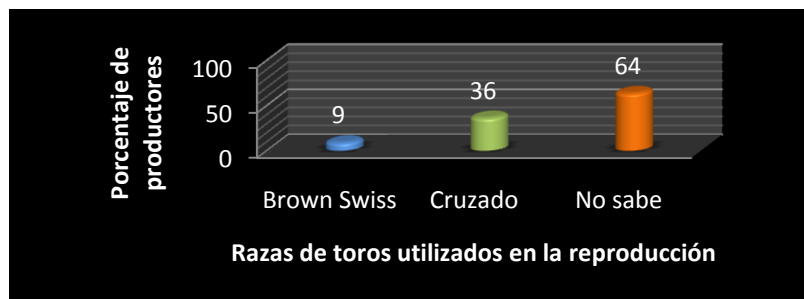 Porcentaje de
productores
100
50
0
9
36
64
Brown Swiss
Cruzado
No sabe
Razas de toros utilizados en la reproducción